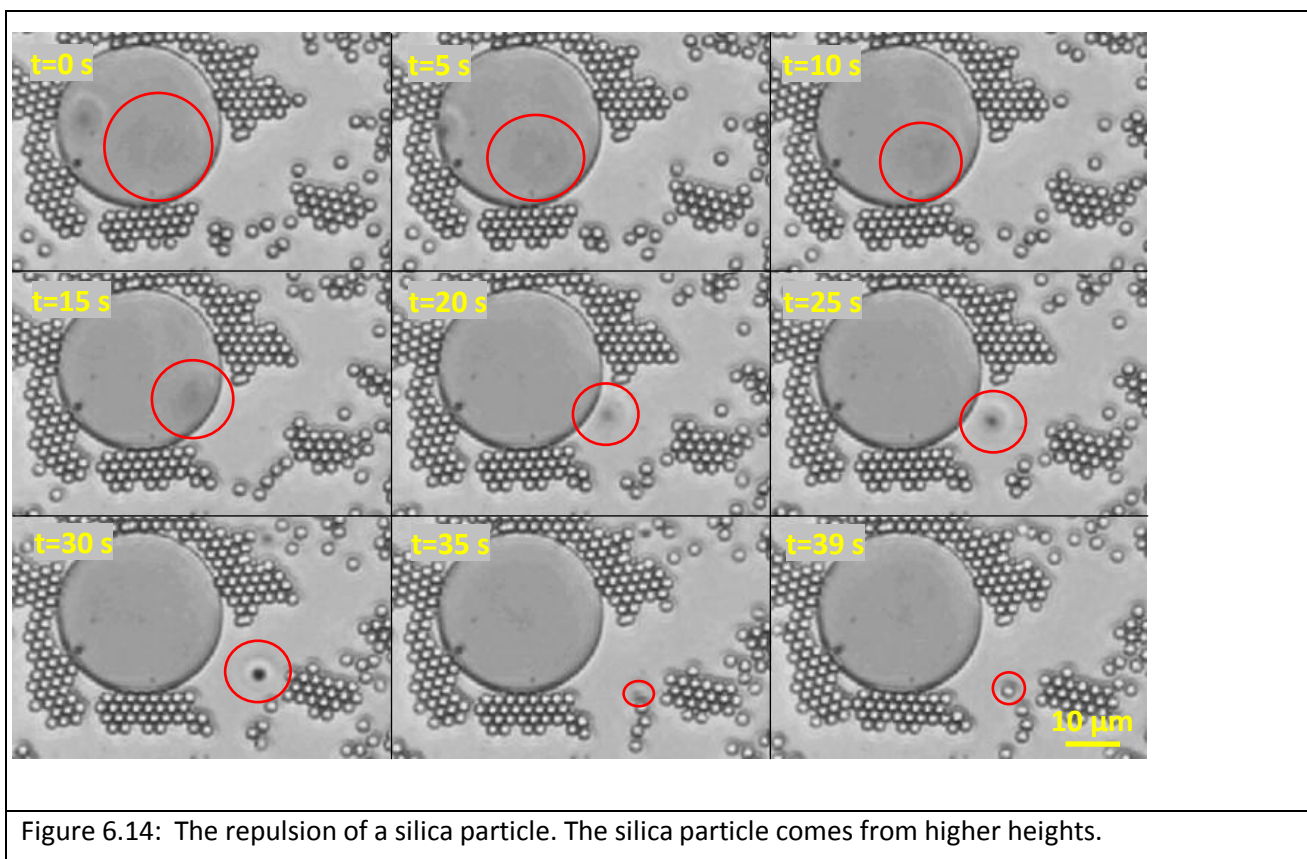 t=0 s
t=5 s
t=10 s
t=15 s
t=20 s
t=25 s
t=30 s
t=35 s
t=39 s
10 µm
Figure 6.14: The repulsion of a silica particle. The silica particle comes from higher heights.